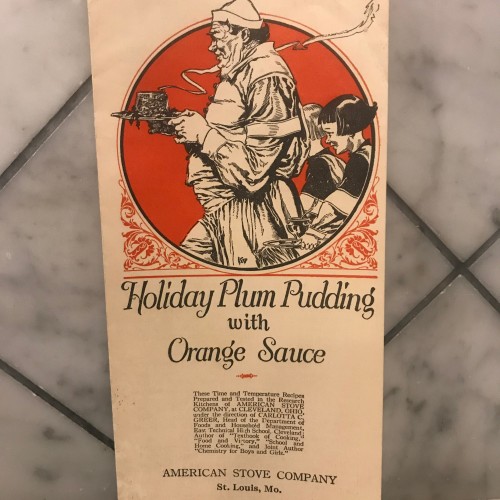 Holiday Plum Pudding
with
Orange Sauce
These Time and Temperature Recipes
Prepared and Tested in the Research
Kitchens of AMERICAN STOVE
COMPANY, at CLEVELAND, OHIO,
under the direction of CARLOTTA C.
GREER, Head of the Department of
Foods and Household Management,
East Technical High School, Cleveland;
Author of "Textbook of Cooking,"
"Food and Victory," "School and
Home Cooking," and Joint Author
"Chemistry for Boys and Girls."
AMERICAN STOVE COMPANY
St. Louis, Mo.